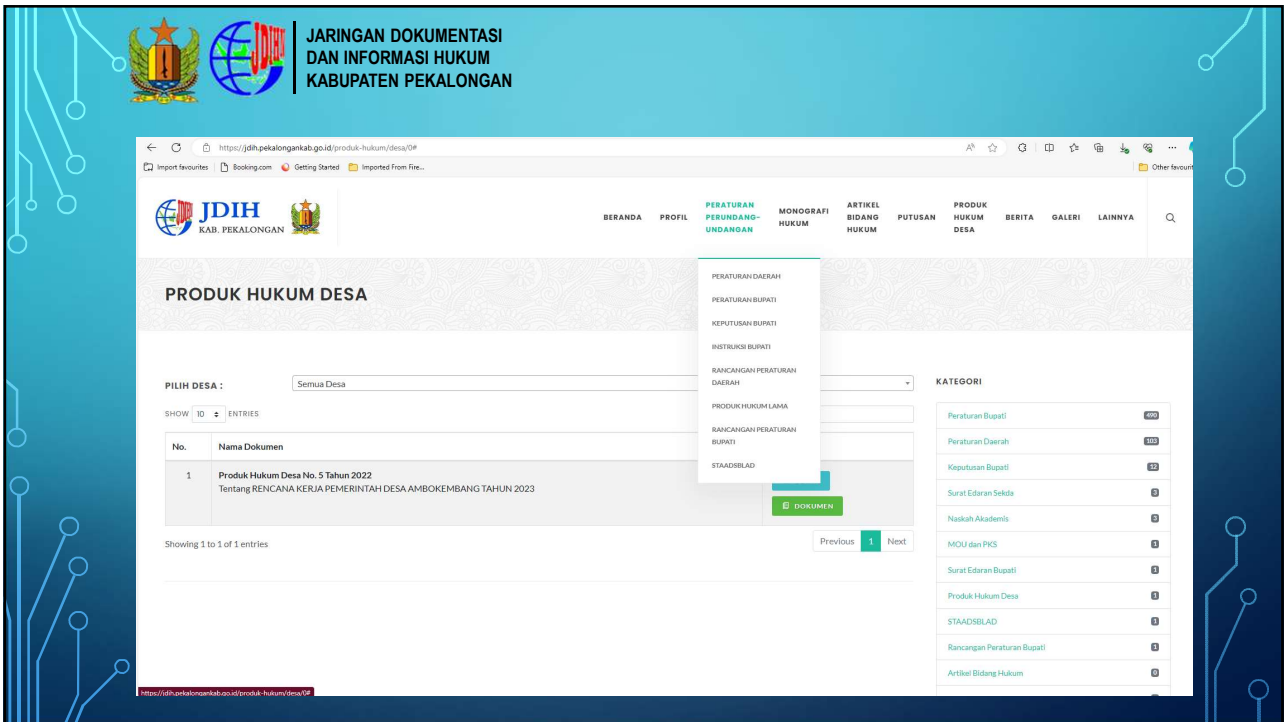 JARINGAN DOKUMENTASI
DAN INFORMASI HUKUM
KABUPATEN PEKALONGAN
JDIHN
https://jdih.pekalongankab.go.id/produk-hukum/desa/0#
Import favourites
Booking.com
Getting Started
Imported From Fire...
Other favourit
JDIH
KAB. PEKALONGAN
BERANDA
PROFIL
PERATURAN
PERUNDANG-
UNDANGAN
MONOGRAFI
HUKUM
ARTIKEL
BIDANG
HUKUM
PUTUSAN
PRODUK
HUKUM
DESA
BERITA
GALERI
LAINNYA
PERATURAN DAERAH
PERATURAN BUPATI
KEPUTUSAN BUPATI
INSTRUKSI BUPATI
RANCANGAN PERATURAN
DAERAH
PRODUK HUKUM LAMA
RANCANGAN PERATURAN
BUPATI
STAADSBLAD
PRODUK HUKUM DESA
PILIH DESA :
Semua Desa
SHOW 10 ENTRIES
No.
Nama Dokumen
1
Produk Hukum Desa No. 5 Tahun 2022
Tentang RENCANA KERJA PEMERINTAH DESA AMBOKEMBANG TAHUN 2023
DOKUMEN
Showing 1 to 1 of 1 entries
Previous 1 Next
KATEGORI
Peraturan Bupati 490
Peraturan Daerah 103
Keputusan Bupati 12
Surat Edaran Sekda 3
Naskah Akademis 3
MOU dan PKS 1
Surat Edaran Bupati 1
Produk Hukum Desa 1
STAADSBLAD 1
Rancangan Peraturan Bupati 1
Artikel Bidang Hukum 0
https://jdih.pekalongankab.go.id/produk-hukum/desa/0#